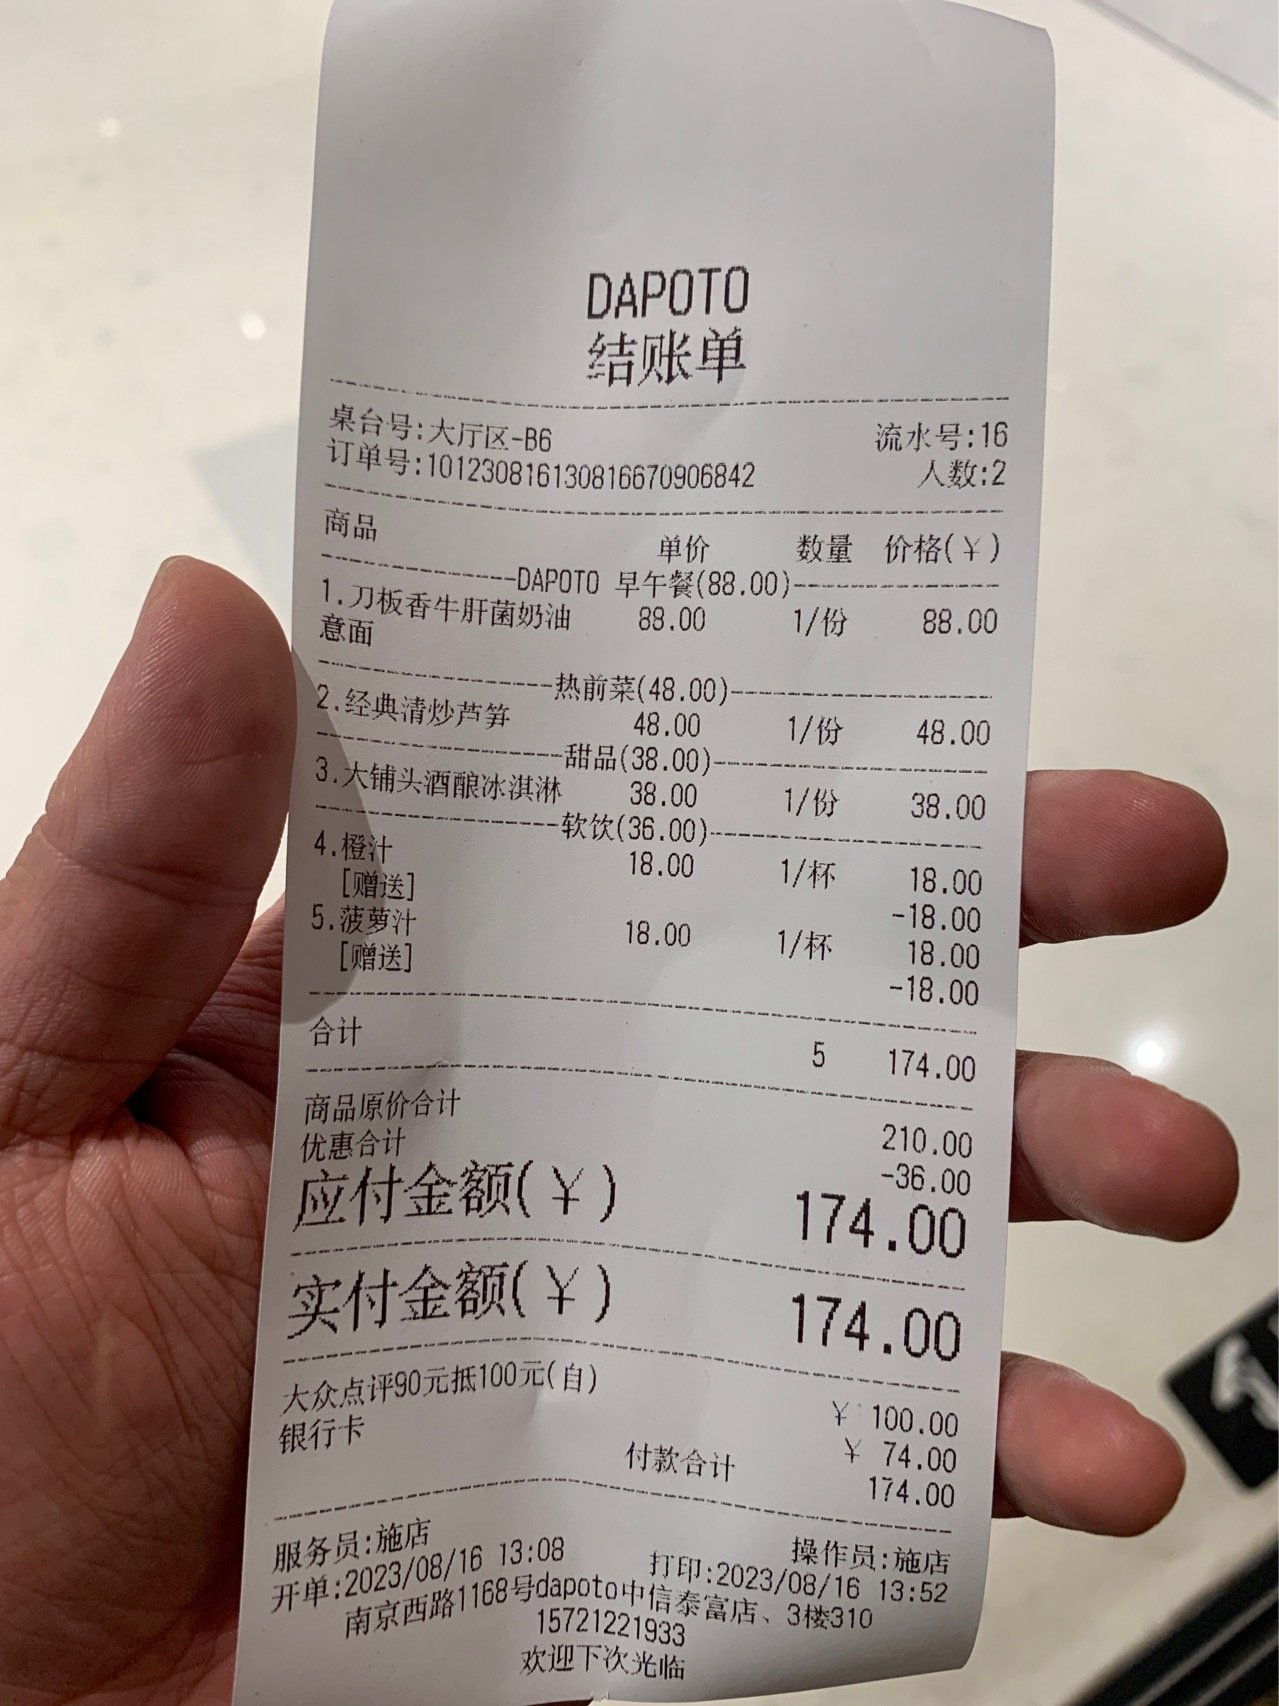 DAPOTO
结账单
桌台号:大厅区-B6 流水号:16
订单号:101230816130816670906842 人数:2
商品 单价 数量 价格(¥)
DAPOTO 早午餐(88.00)
1.刀板香牛肝菌奶油 88.00 1/份 88.00
意面
热前菜(48.00)
2.经典清炒芦笋 48.00 1/份 48.00
甜品(38.00)
3.大铺头酒酿冰淇淋 38.00 1/份 38.00
软饮(36.00)
4.橙汁 18.00 1/杯 18.00
[赠送] -18.00
5.菠萝汁 18.00 1/杯 18.00
[赠送] -18.00
合计 5 174.00
商品原价合计 210.00
优惠合计 -36.00
应付金额(¥) 174.00
实付金额(¥) 174.00
大众点评90元抵100元(自) ¥ 100.00
银行卡 ¥ 74.00
付款合计 174.00
服务员:施店 操作员:施店
开单:2023/08/16 13:08 打印:2023/08/16 13:52
南京西路1168号dapoto中信泰富店、3楼310
15721221933
欢迎下次光临